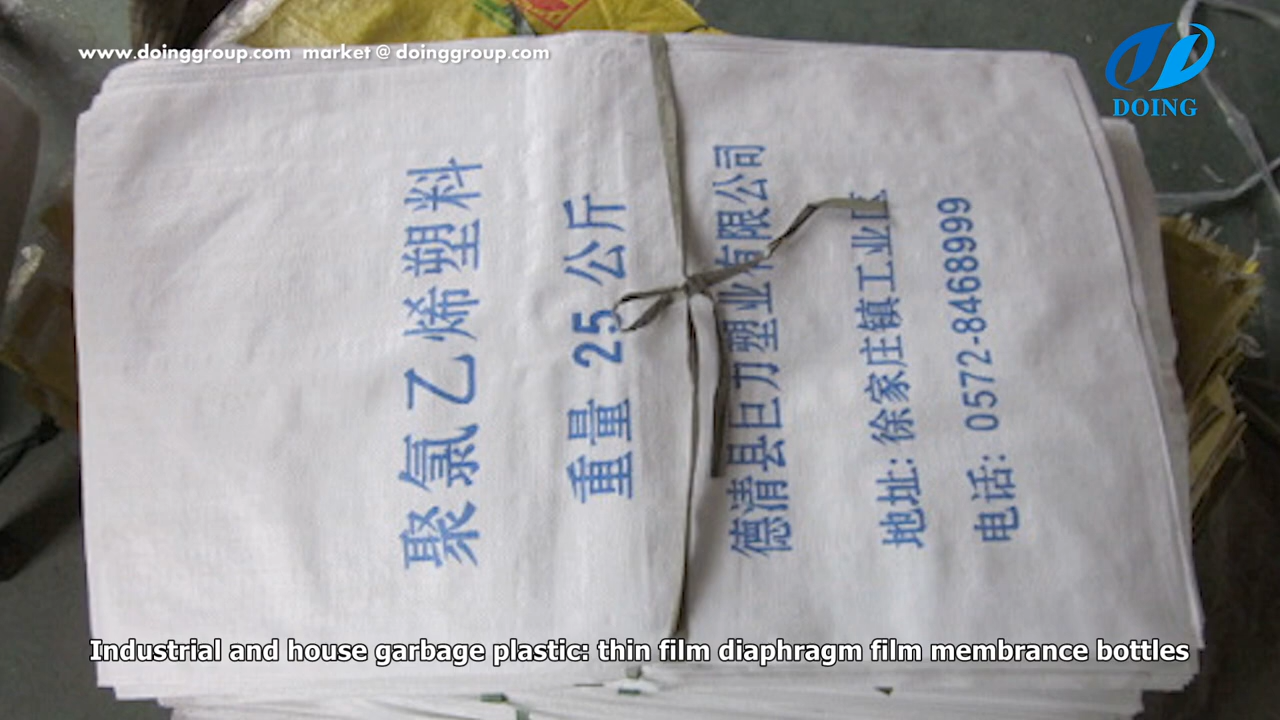 www.doinggroup.com market@doinggroup.com
DOING
聚氯乙烯塑料
重量 25 公斤
德清县巨力塑业有限公司
地址: 徐家庄镇工业区
电话: 0572-8468999
Industrial and house garbage plastic: thin film diaphragm film membrance bottles